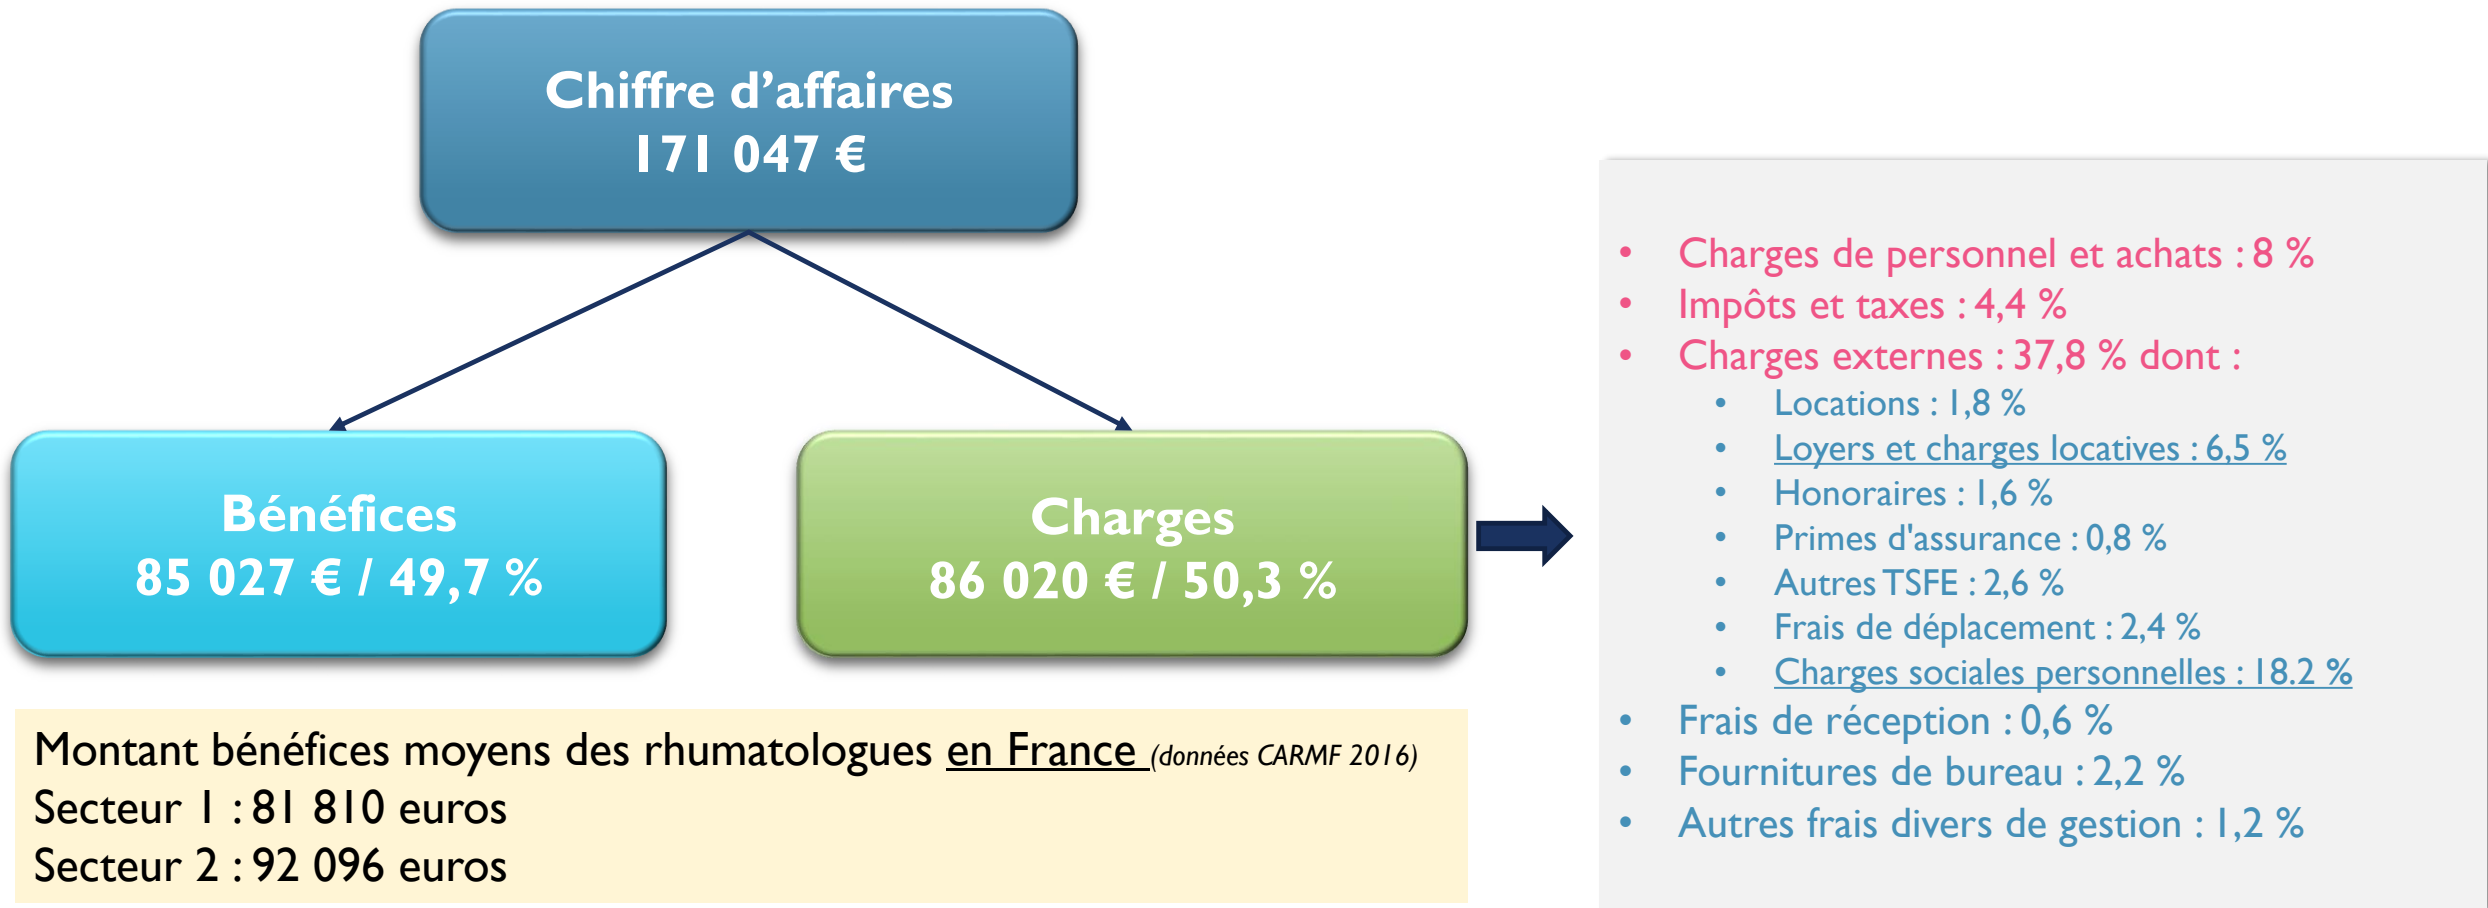 Chiffre d’affaires
171 047 €
Bénéfices
85 027 € / 49,7 %
Charges
86 020 € / 50,3 %
Montant bénéfices moyens des rhumatologues en France (données CARMF 2016)
Secteur 1 : 81 810 euros
Secteur 2 : 92 096 euros
• Charges de personnel et achats : 8 %
• Impôts et taxes : 4,4 %
• Charges externes : 37,8 % dont :
• Locations : 1,8 %
• Loyers et charges locatives : 6,5 %
• Honoraires : 1,6 %
• Primes d'assurance : 0,8 %
• Autres TSFE : 2,6 %
• Frais de déplacement : 2,4 %
• Charges sociales personnelles : 18.2 %
• Frais de réception : 0,6 %
• Fournitures de bureau : 2,2 %
• Autres frais divers de gestion : 1,2 %